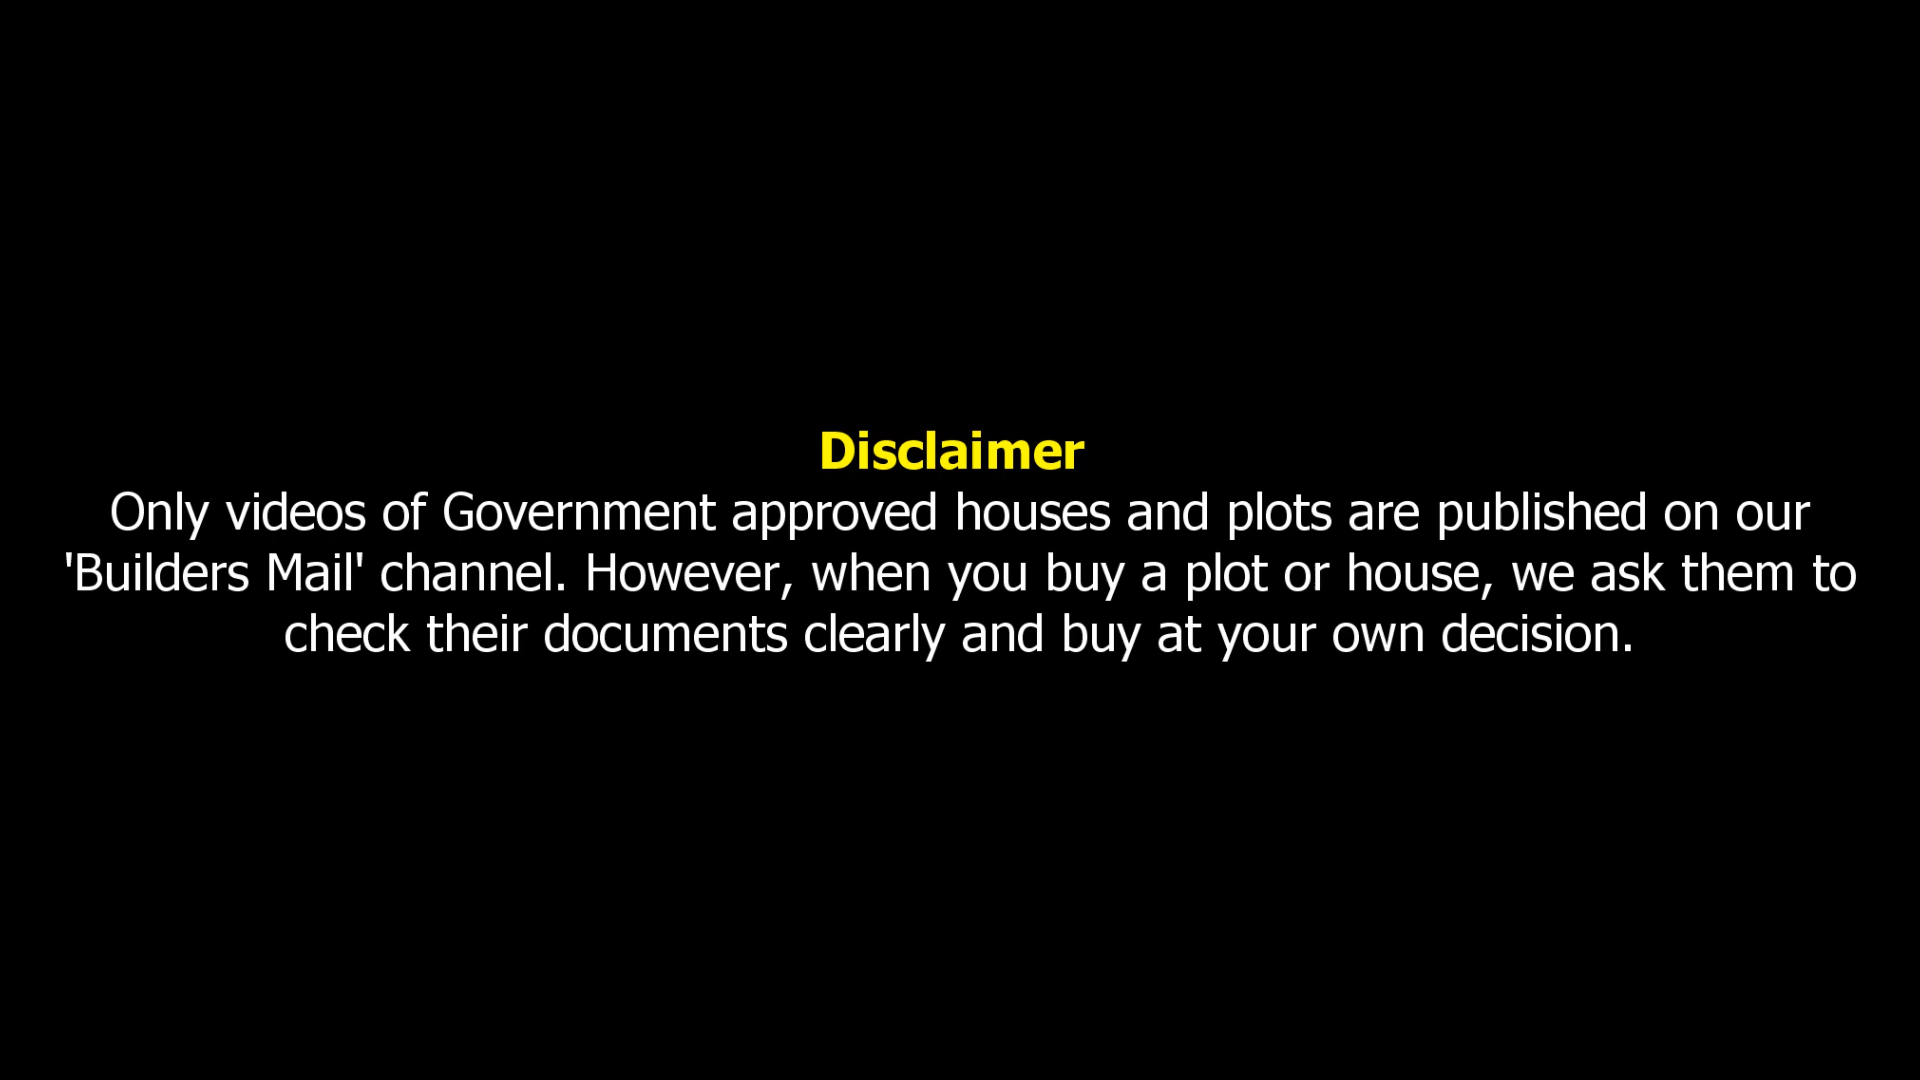 Disclaimer
Only videos of Government approved houses and plots are published on our
'Builders Mail' channel. However, when you buy a plot or house, we ask them to
check their documents clearly and buy at your own decision.